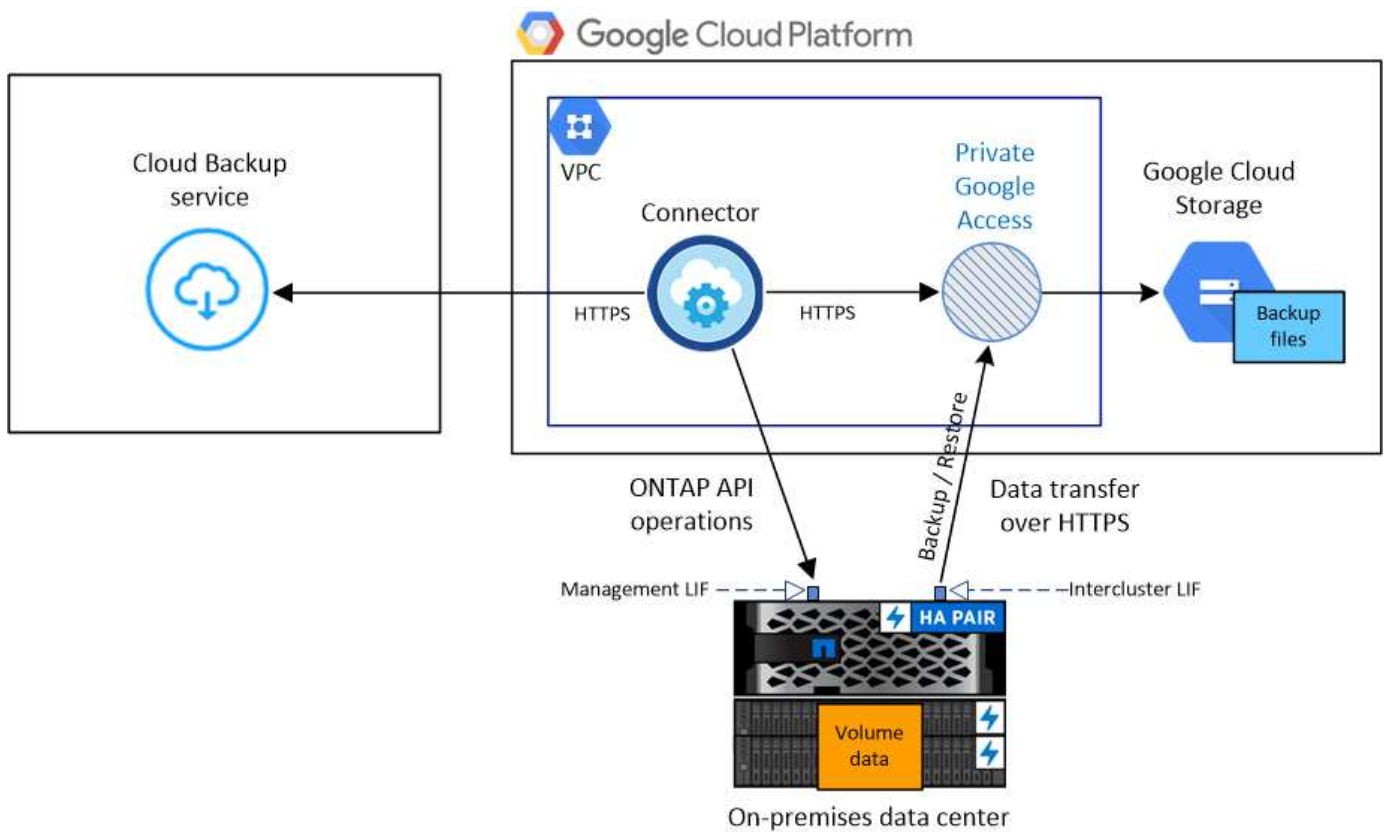 Google Cloud Platform
Cloud Backup
service
VPC
Connector
Private
Google
Access
Google Cloud
Storage
HTTPS
HTTPS
Backup
files
ONTAP API
operations
Backup / Restore
Data transfer
over HTTPS
Management LIF
Intercluster LIF
HA PAIR
Volume
data
On-premises data center